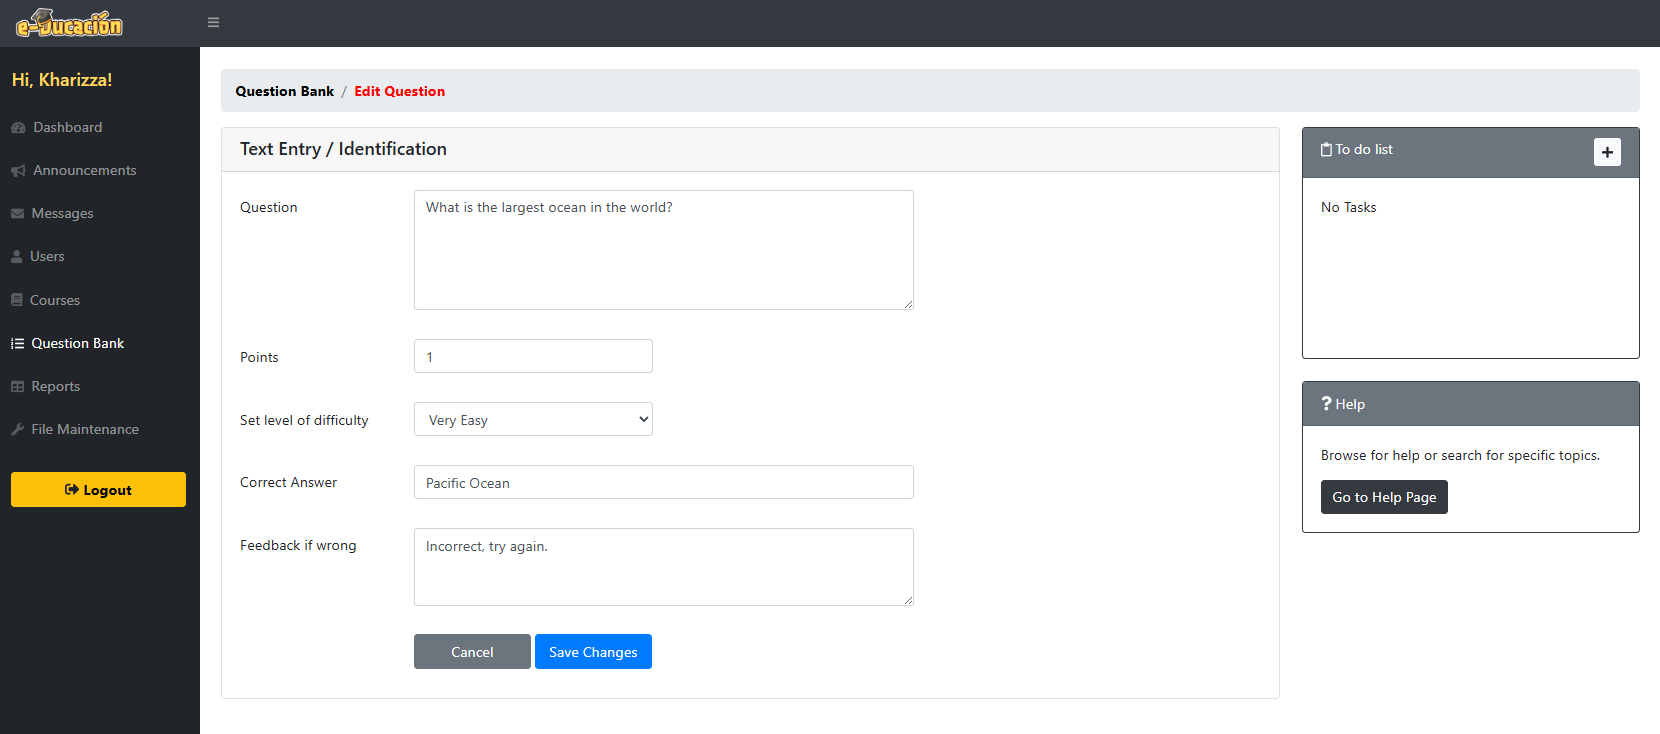 e-Ducación
Hi, Kharizza!
Dashboard
Announcements
Messages
Users
Courses
Question Bank
Reports
File Maintenance
Logout
Question Bank / Edit Question
Text Entry / Identification
Question
What is the largest ocean in the world?
Points
1
Set level of difficulty
Very Easy
Correct Answer
Pacific Ocean
Feedback if wrong
Incorrect, try again.
Cancel
Save Changes
To do list
+
No Tasks
? Help
Browse for help or search for specific topics.
Go to Help Page